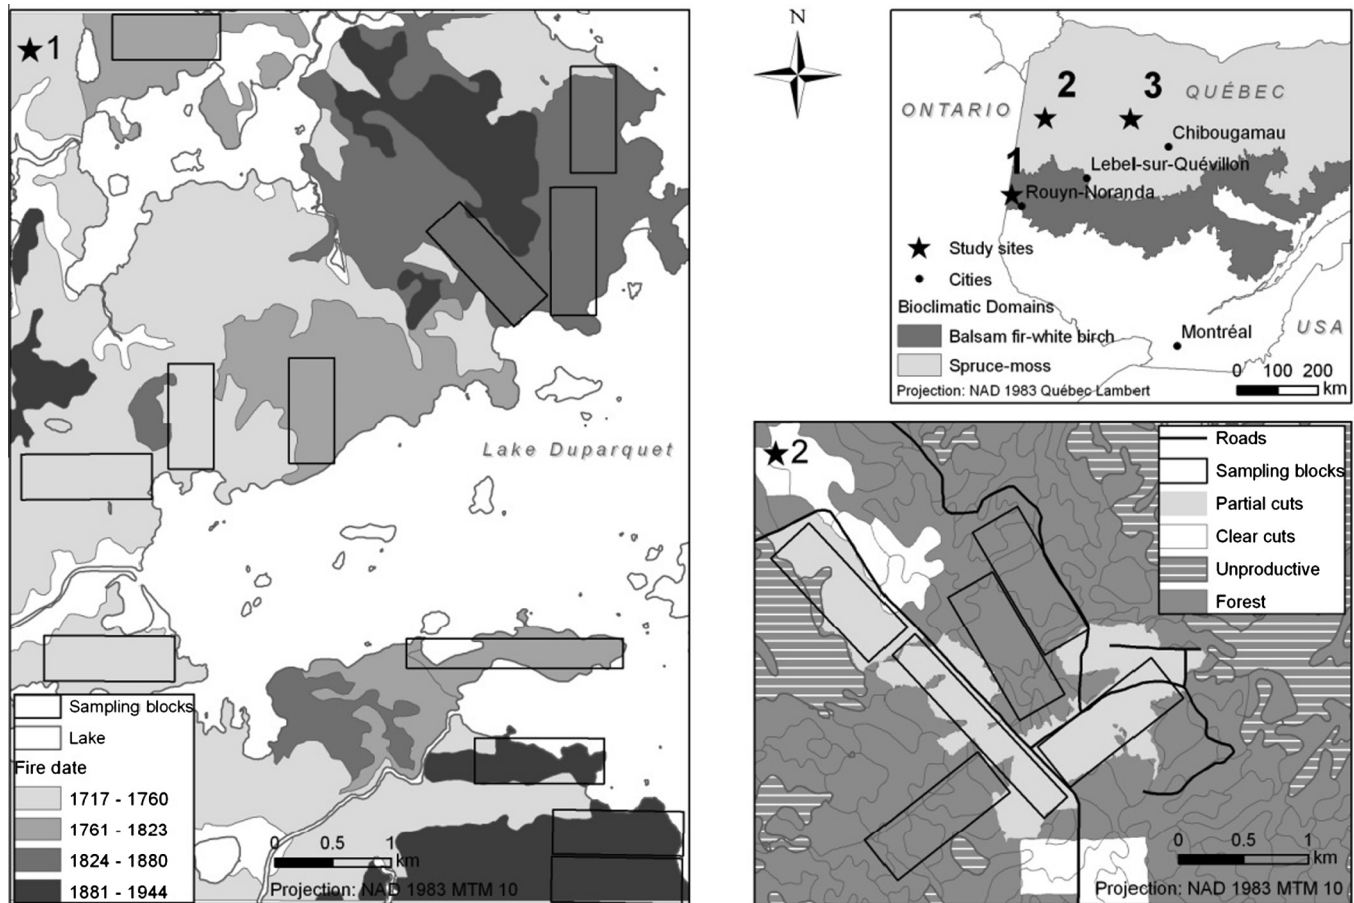 1
Lake Duparquet
Sampling blocks
Lake
Fire date
1717 - 1760
1761 - 1823
1824 - 1880
1881 - 1944
0 0.5 1
km
Projection: NAD 1983 MTM 10
N
2 3
QUÉBEC
ONTARIO
Chibougamau
1
Lebel-sur-Quévillon
Rouyn-Noranda
Study sites
Cities
Bioclimatic Domains
USA
Montréal
Balsam fir-white birch
Spruce-moss
0 100 200
km
Projection: NAD 1983 Québec Lambert
2
Roads
Sampling blocks
Partial cuts
Clear cuts
Unproductive
Forest
0 0.5 1
km
Projection: NAD 1983 MTM 10